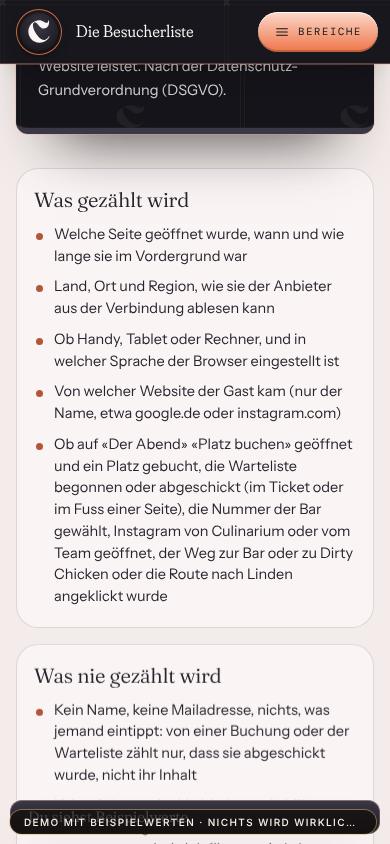 Die Besucherliste
BEREICHE
Website leistet. Nach der Datenschutz-
Grundverordnung (DSGVO).
Was gezählt wird
Welche Seite geöffnet wurde, wann und wie
lange sie im Vordergrund war
Land, Ort und Region, wie sie der Anbieter
aus der Verbindung ablesen kann
Ob Handy, Tablet oder Rechner, und in
welcher Sprache der Browser eingestellt ist
Von welcher Website der Gast kam (nur der
Name, etwa google.de oder instagram.com)
Ob auf «Der Abend» «Platz buchen» geöffnet
und ein Platz gebucht, die Warteliste
begonnen oder abgeschickt (im Ticket oder
im Fuss einer Seite), die Nummer der Bar
gewählt, Instagram von Culinarium oder vom
Team geöffnet, der Weg zur Bar oder zu Dirty
Chicken oder die Route nach Linden
angeklickt wurde
Was nie gezählt wird
Kein Name, keine Mailadresse, nichts, was
jemand eintippt: von einer Buchung oder der
Warteliste zählt nur, dass sie abgeschickt
wurde, nicht ihr Inhalt
Du siehst Beispielwerte
DEMO MIT BEISPIELWERTEN · NICHTS WIRD WIRKLIC…